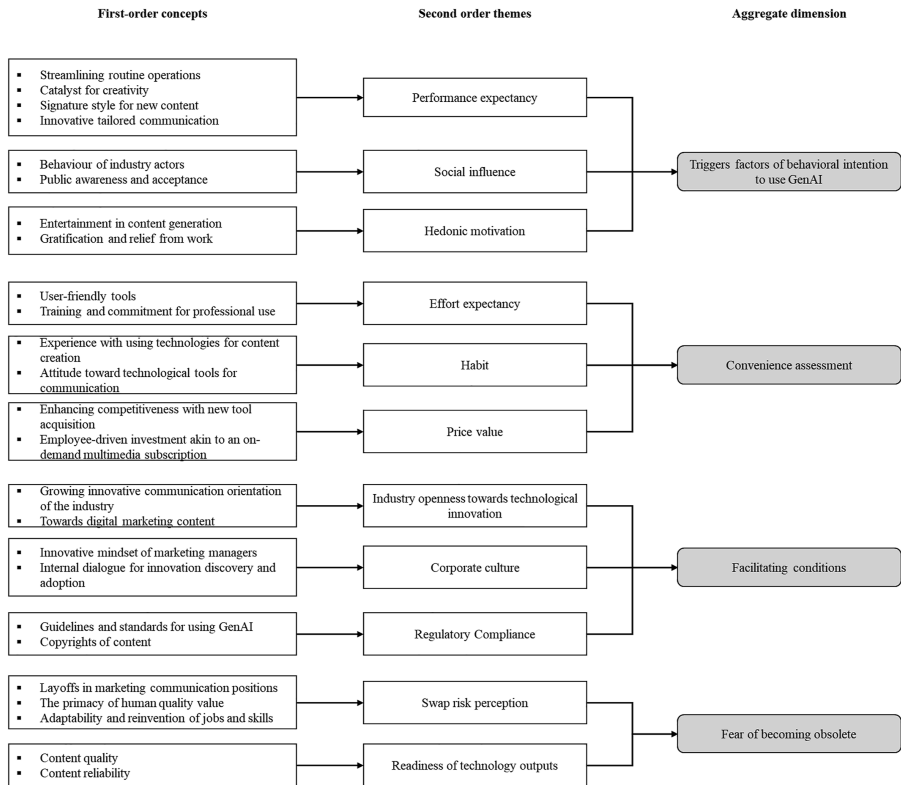 First-order concepts
Second order themes
Aggregate dimension
▪ Streamlining routine operations
▪ Catalyst for creativity
▪ Signature style for new content
▪ Innovative tailored communication
Performance expectancy
▪ Behaviour of industry actors
▪ Public awareness and acceptance
Social influence
Triggers factors of behavioral intention
to use GenAI
▪ Entertainment in content generation
▪ Gratification and relief from work
Hedonic motivation
▪ User-friendly tools
▪ Training and commitment for professional use
Effort expectancy
▪ Experience with using technologies for content
creation
▪ Attitude toward technological tools for
communication
Habit
Convenience assessment
▪ Enhancing competitiveness with new tool
acquisition
▪ Employee-driven investment akin to an on-
demand multimedia subscription
Price value
▪ Growing innovative communication orientation
of the industry
▪ Towards digital marketing content
Industry openness towards technological
innovation
▪ Innovative mindset of marketing managers
▪ Internal dialogue for innovation discovery and
adoption
Corporate culture
Facilitating conditions
▪ Guidelines and standards for using GenAI
▪ Copyrights of content
Regulatory Compliance
▪ Layoffs in marketing communication positions
▪ The primacy of human quality value
▪ Adaptability and reinvention of jobs and skills
Swap risk perception
Fear of becoming obsolete
▪ Content quality
▪ Content reliability
Readiness of technology outputs